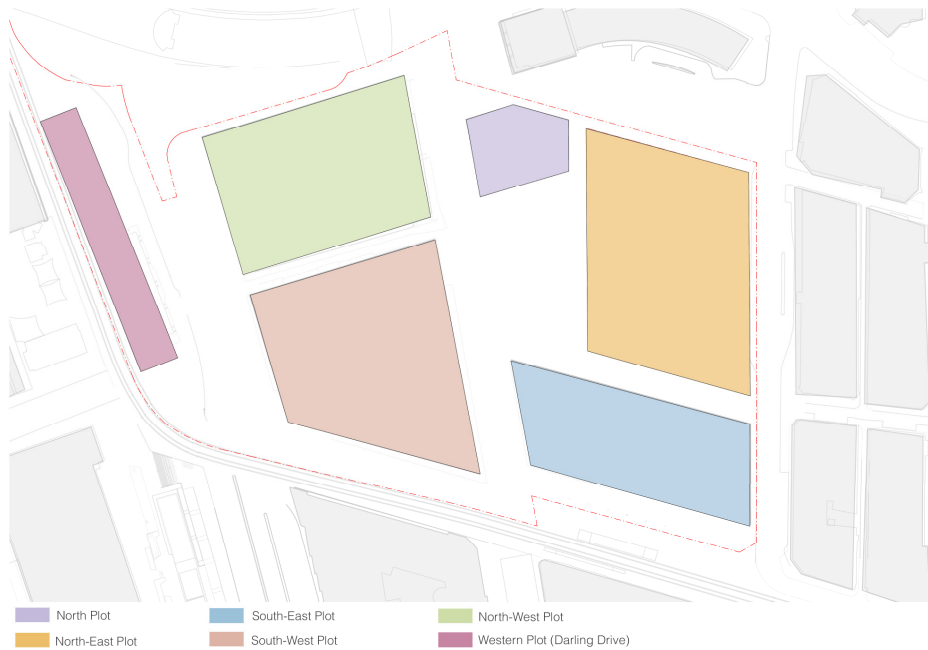 North Plot
South-East Plot
North-West Plot
North-East Plot
South-West Plot
Western Plot (Darling Drive)